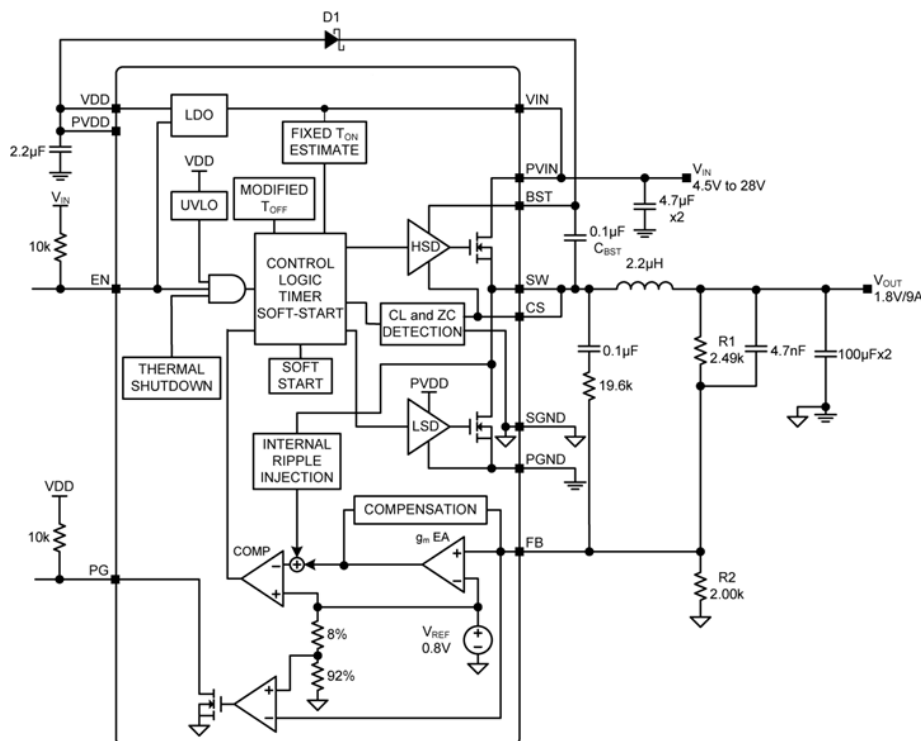 D1
VDD
LDO
VIN
PVDD
FIXED TON
ESTIMATE
2.2µF
VDD
PVIN
VIN
4.5V to 28V
VIN
UVLO
MODIFIED
TOFF
BST
4.7µF
x2
10k
HSD
0.1µF
CBST
CONTROL
LOGIC
TIMER
SOFT-START
2.2µH
EN
SW
VOUT
1.8V/9A
CS
CL and ZC
DETECTION
R1
2.49k
4.7nF
100µFx2
0.1µF
THERMAL
SHUTDOWN
SOFT
START
19.6k
PVDD
LSD
SGND
INTERNAL
RIPPLE
INJECTION
PGND
VDD
COMPENSATION
10k
gm EA
COMP
FB
PG
R2
2.00k
8%
VREF
0.8V
92%